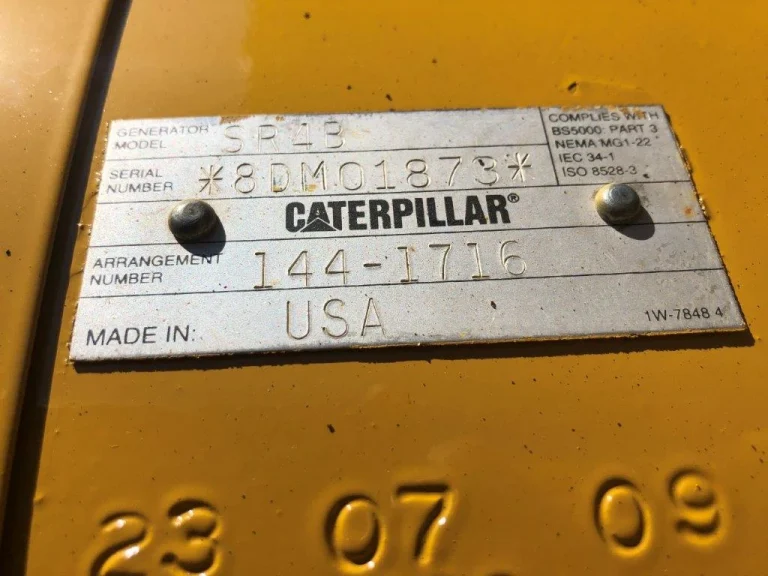 GENERATOR MODEL SR4B
SERIAL NUMBER *8DM01873*
COMPLIES WITH
BS5000: PART 3
NEMA MG1-22
IEC 34-1
ISO 8528-3
CATERPILLAR®
ARRANGEMENT NUMBER 144-1716
MADE IN: USA
1W-7848 4
23 07 09